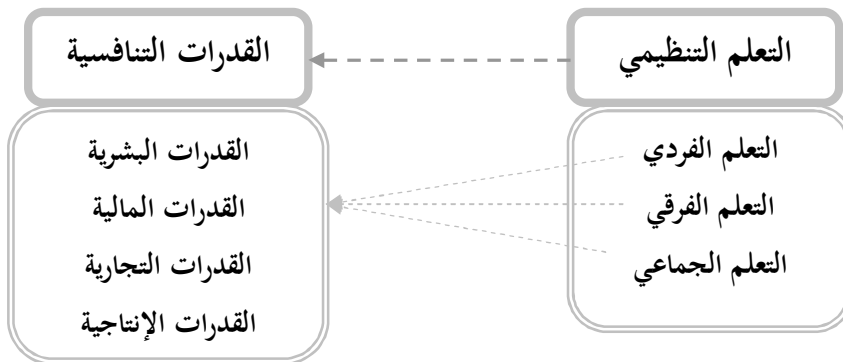 التعلم التنظيمي
القدرات التنافسية
التعلم الفردي
التعلم الفرقي
التعلم الجماعي
القدرات البشرية
القدرات المالية
القدرات التجارية
القدرات الإنتاجية